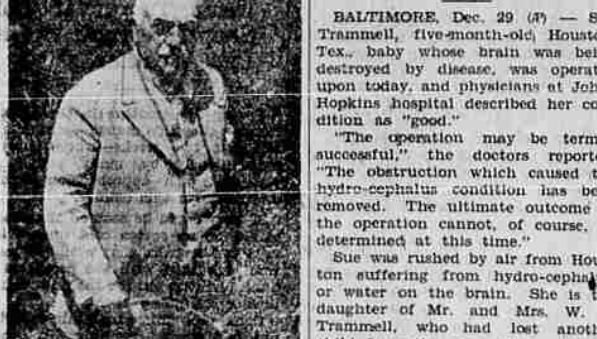 BALTIMORE, Dec. 29 (AP) — S
Trammell, five-month-old Housto
Tex., baby whose brain was bein
destroyed by disease, was operat
upon today, and physicians at Joh
Hopkins hospital described her co
dition as "good."
"The operation may be term
successful," the doctors report
"The obstruction which caused t
hydro-cephalus condition has be
removed. The ultimate outcome
the operation cannot, of course,
determined at this time."
Sue was rushed by air from Hou
ton suffering from hydro-cephal
or water on the brain. She is t
daughter of Mr. and Mrs. W.
Trammell, who had lost anoth